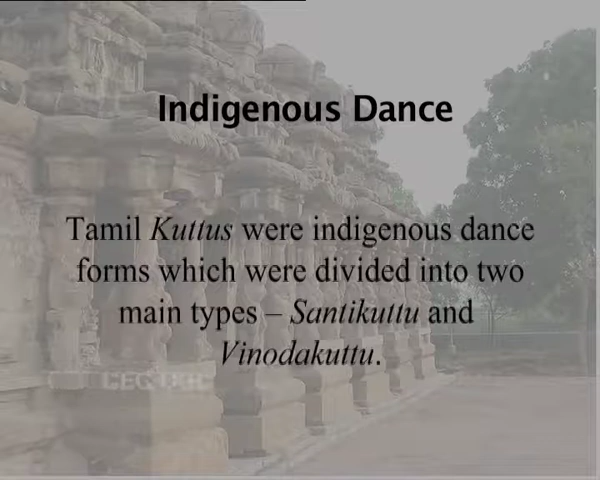 Indigenous Dance
Tamil Kuttus were indigenous dance
forms which were divided into two
main types – Santikuttu and
Vinodakuttu.